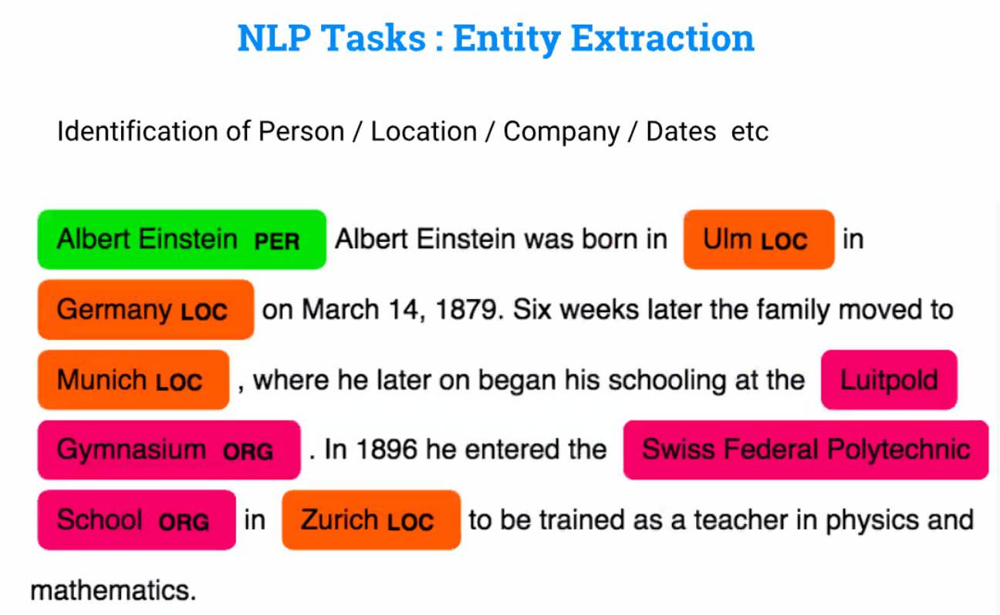 NLP Tasks : Entity Extraction
Identification of Person / Location / Company / Dates etc
Albert Einstein PER Albert Einstein was born in Ulm LOC in
Germany LOC on March 14, 1879. Six weeks later the family moved to
Munich LOC , where he later on began his schooling at the Luitpold
Gymnasium ORG . In 1896 he entered the Swiss Federal Polytechnic
School ORG in Zurich LOC to be trained as a teacher in physics and
mathematics.